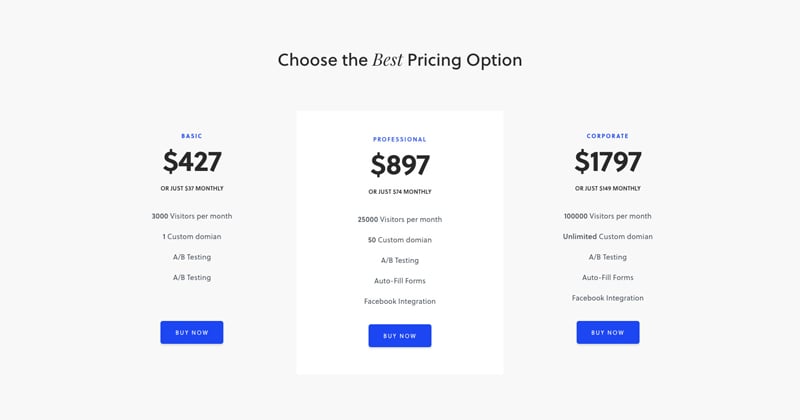 Choose the Best Pricing Option
BASIC
$427
OR JUST $37 MONTHLY
3000 Visitors per month
1 Custom domian
A/B Testing
A/B Testing
BUY NOW
PROFESSIONAL
$897
OR JUST $74 MONTHLY
25000 Visitors per month
50 Custom domian
A/B Testing
Auto-Fill Forms
Facebook Integration
BUY NOW
CORPORATE
$1797
OR JUST $149 MONTHLY
100000 Visitors per month
Unlimited Custom domian
A/B Testing
Auto-Fill Forms
Facebook Integration
BUY NOW